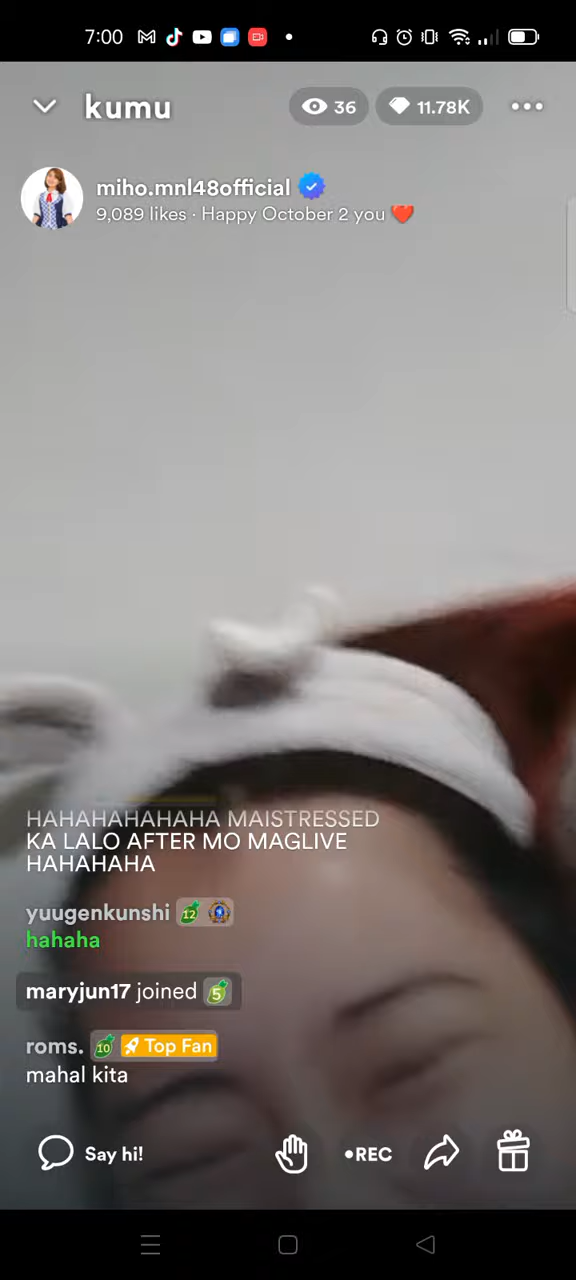 7:00
kumu
36
11.78K
miho.mnl48official
9,089 likes · Happy October 2 you ❤️
HAHAHAHAHAHA MAISTRESSED
KA LALO AFTER MO MAGLIVE
HAHAHAHA
yuugenkunshi 12
hahaha
maryjun17 joined 5
roms. 10 Top Fan
mahal kita
Say hi!
•REC